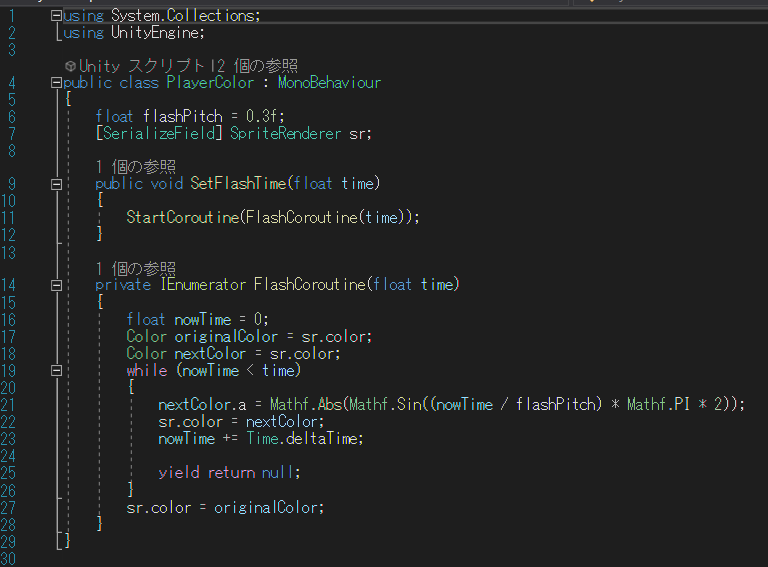 1 using System.Collections;
2 using UnityEngine;
3
Unity スクリプト|2 個の参照
4 public class PlayerColor : MonoBehaviour
5 {
6 float flashPitch = 0.3f;
7 [SerializeField] SpriteRenderer sr;
8
1 個の参照
9 public void SetFlashTime(float time)
10 {
11 StartCoroutine(FlashCoroutine(time));
12 }
13
1 個の参照
14 private IEnumerator FlashCoroutine(float time)
15 {
16 float nowTime = 0;
17 Color originalColor = sr.color;
18 Color nextColor = sr.color;
19 while (nowTime < time)
20 {
21 nextColor.a = Mathf.Abs(Mathf.Sin((nowTime / flashPitch) * Mathf.PI * 2));
22 sr.color = nextColor;
23 nowTime += Time.deltaTime;
24
25 yield return null;
26 }
27 sr.color = originalColor;
28 }
29 }
30